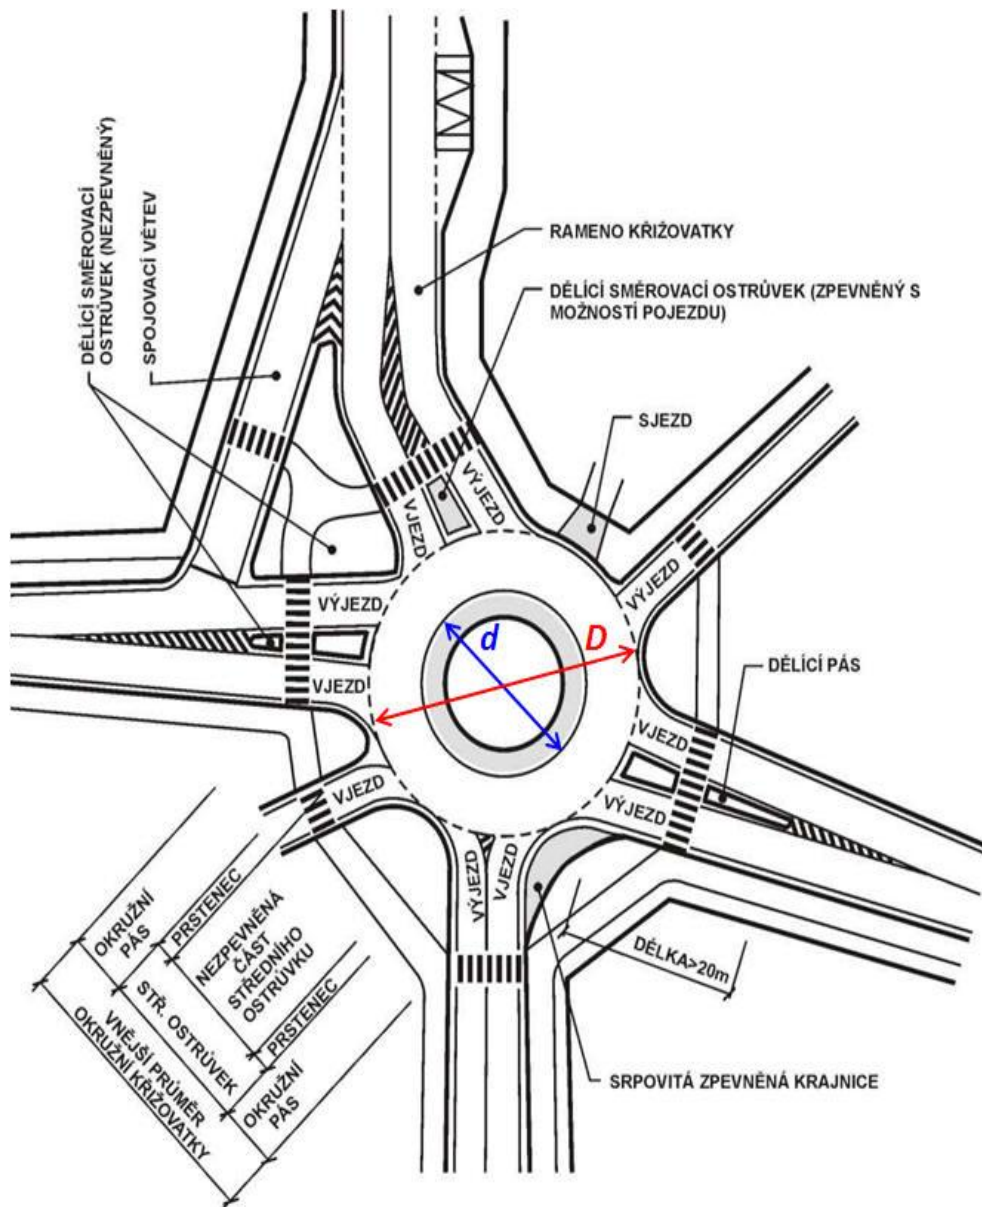 DĚLÍCÍ SMĚROVACÍ
OSTRŮVEK (NEZPEVNĚNÝ)
SPOJOVACÍ VĚTEV
RAMENO KŘIŽOVATKY
DĚLÍCÍ SMĚROVACÍ OSTRŮVEK (ZPEVNĚNÝ S
MOŽNOSTÍ POJEZDU)
SJEZD
VÝJEZD
VJEZD
VÝJEZD
VÝJEZD
d
D
DĚLÍCÍ PÁS
VJEZD
VJEZD
VJEZD
VÝJEZD
VÝJEZD
VJEZD
OKRUŽNÍ
PÁS
PRSTENEC
NEZPEVNĚNÁ
ČÁST
STŘEDNÍHO
OSTRŮVKU
PRSTENEC
STŘ. OSTRŮVEK
OKRUŽNÍ
PÁS
VNĚJŠÍ PRŮMĚR
OKRUŽNÍ KŘIŽOVATKY
DÉLKA>20m
SRPOVITÁ ZPEVNĚNÁ KRAJNICE